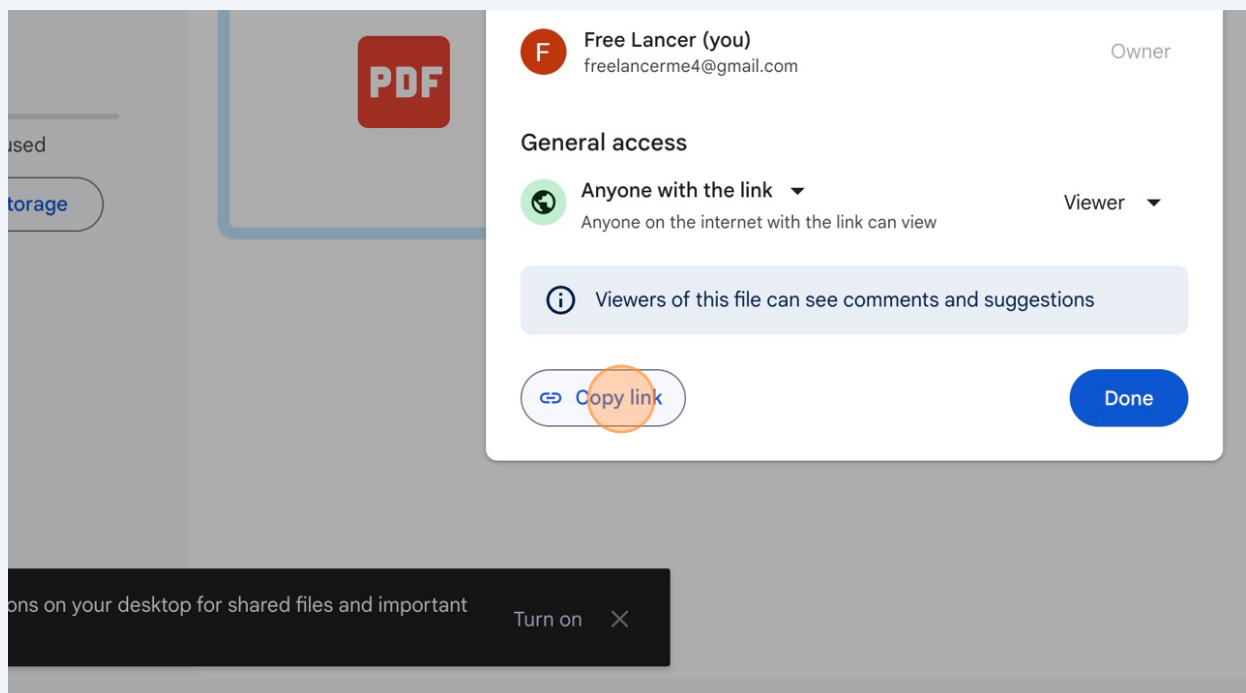 Free Lancer (you)
F
freelancerme4@gmail.com
Owner
PDF
General access
used
Anyone with the link
Viewer
Anyone on the internet with the link can view
Viewers of this file can see comments and suggestions
Copy link
Done
ons on your desktop for shared files and important
Turn on